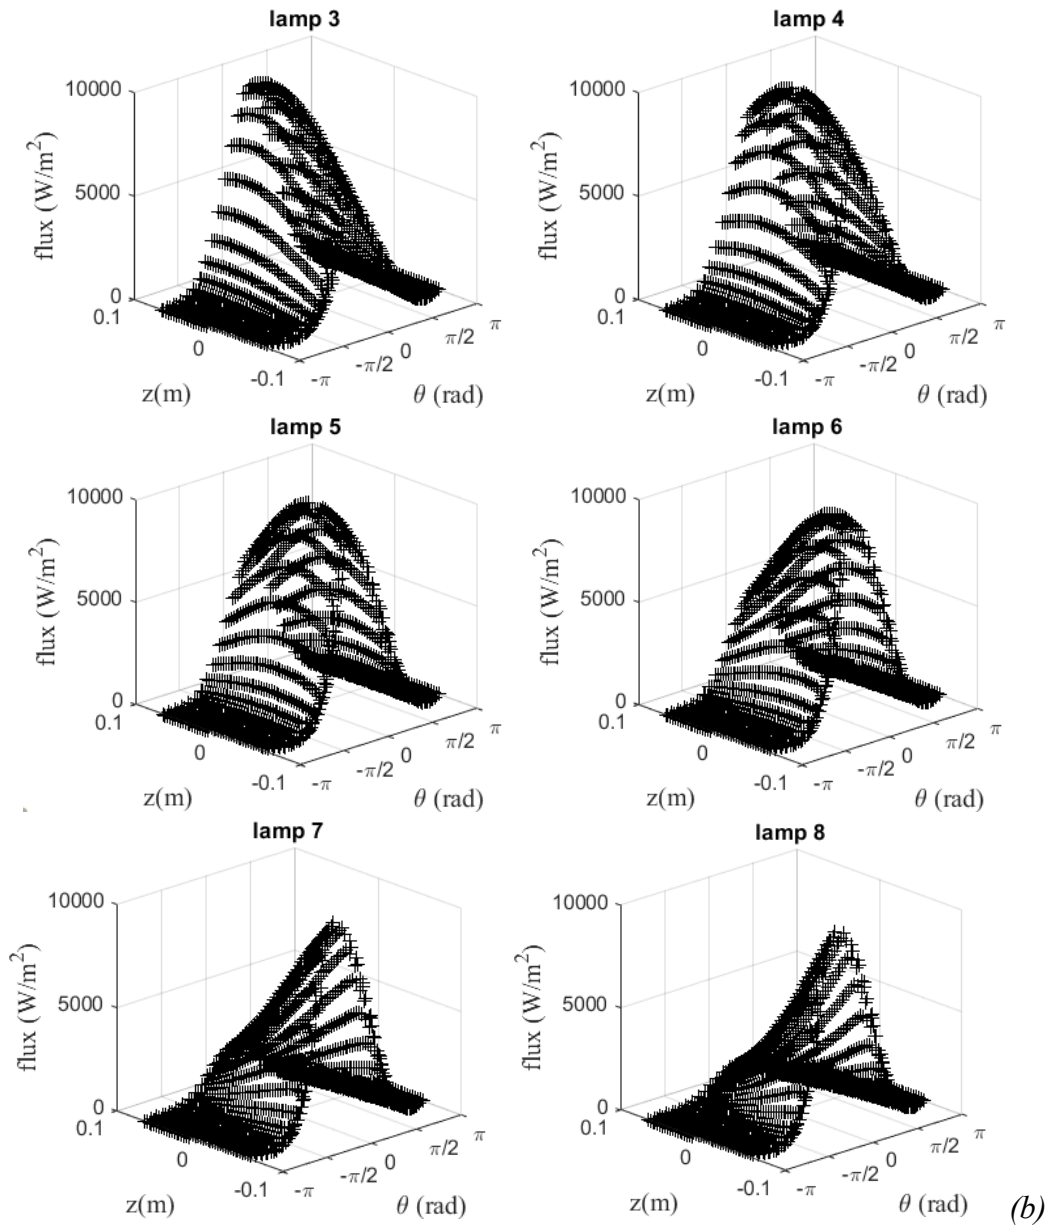 lamp 3
lamp 4
10000
5000
0
flux (W/m²)
0.1
0
-0.1
z(m)
-π
-π/2
0
π/2
π
θ (rad)
10000
5000
0
flux (W/m²)
0.1
0
-0.1
z(m)
-π
-π/2
0
π/2
π
θ (rad)
lamp 5
lamp 6
10000
5000
0
flux (W/m²)
0.1
0
-0.1
z(m)
-π
-π/2
0
π/2
π
θ (rad)
10000
5000
0
flux (W/m²)
0.1
0
-0.1
z(m)
-π
-π/2
0
π/2
π
θ (rad)
lamp 7
lamp 8
10000
5000
0
flux (W/m²)
0.1
0
-0.1
z(m)
-π
-π/2
0
π/2
π
θ (rad)
10000
5000
0
flux (W/m²)
0.1
0
-0.1
z(m)
-π
-π/2
0
π/2
π
θ (rad)
(b)